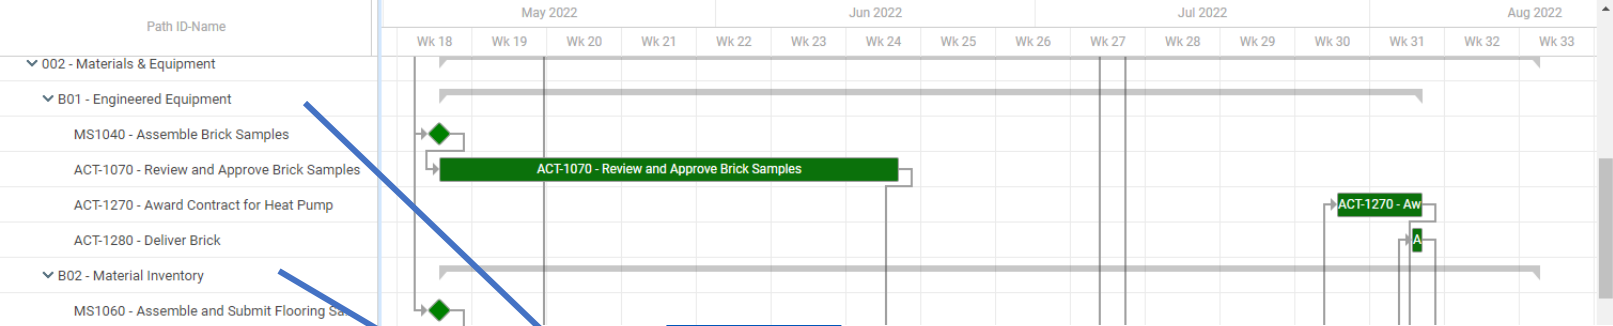 May 2022 Jun 2022 Jul 2022 Aug 2022
Path ID-Name
Wk 18 Wk 19 Wk 20 Wk 21 Wk 22 Wk 23 Wk 24 Wk 25 Wk 26 Wk 27 Wk 28 Wk 29 Wk 30 Wk 31 Wk 32 Wk 33
002 - Materials & Equipment
B01 - Engineered Equipment
MS1040 - Assemble Brick Samples
ACT-1070 - Review and Approve Brick Samples ACT-1070 - Review and Approve Brick Samples
ACT-1270 - Award Contract for Heat Pump ACT-1270 - Aw
ACT-1280 - Deliver Brick A
B02 - Material Inventory
MS1060 - Assemble and Submit Flooring Sa...